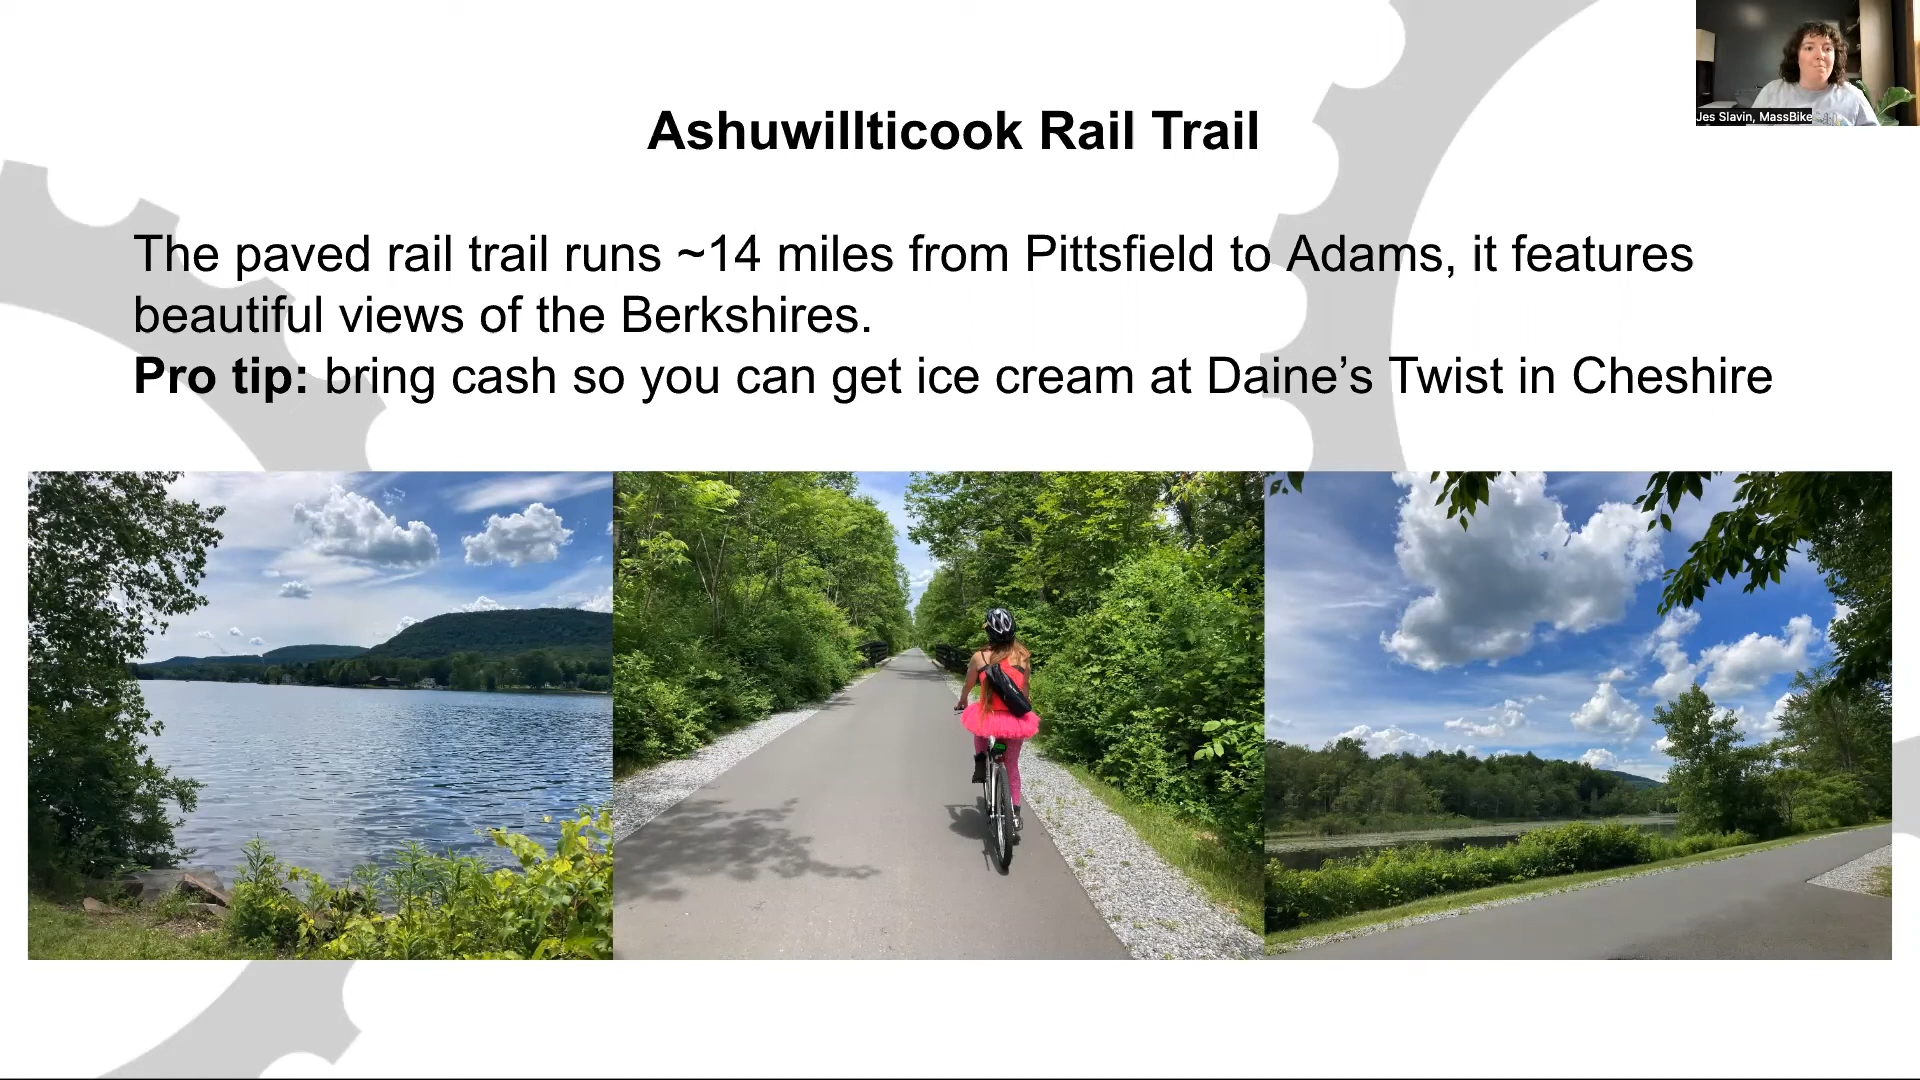 Jes Slavin, MassBike
Ashuwillticook Rail Trail
The paved rail trail runs ~14 miles from Pittsfield to Adams, it features
beautiful views of the Berkshires.
Pro tip: bring cash so you can get ice cream at Daine’s Twist in Cheshire